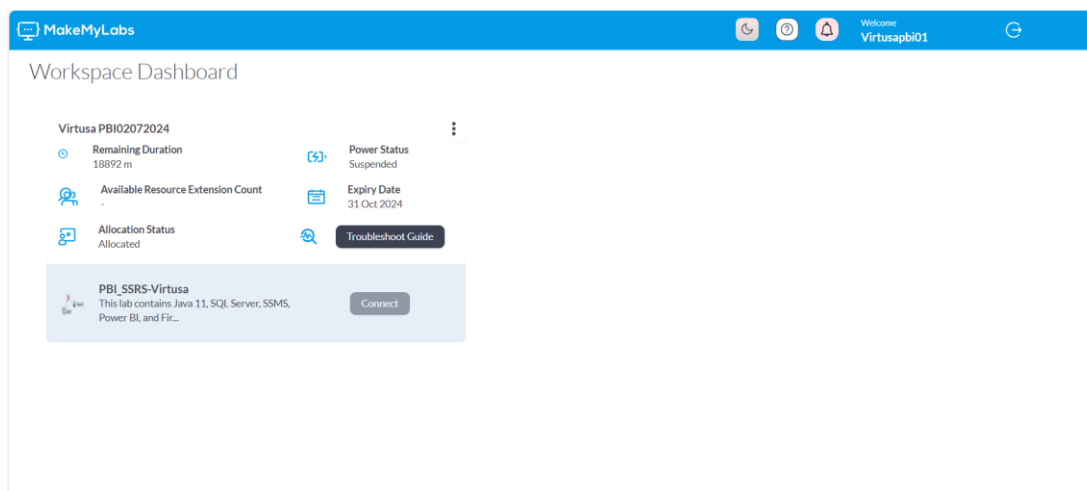 MakeMyLabs
Welcome
Virtusapbi01
Workspace Dashboard
Virtusa PBI02072024
Remaining Duration
18892 m
Power Status
Suspended
Available Resource Extension Count
-
Expiry Date
31 Oct 2024
Allocation Status
Allocated
Troubleshoot Guide
PBI_SSRS-Virtusa
This lab contains Java 11, SQL Server, SSMS,
Power BI, and Fir...
Connect